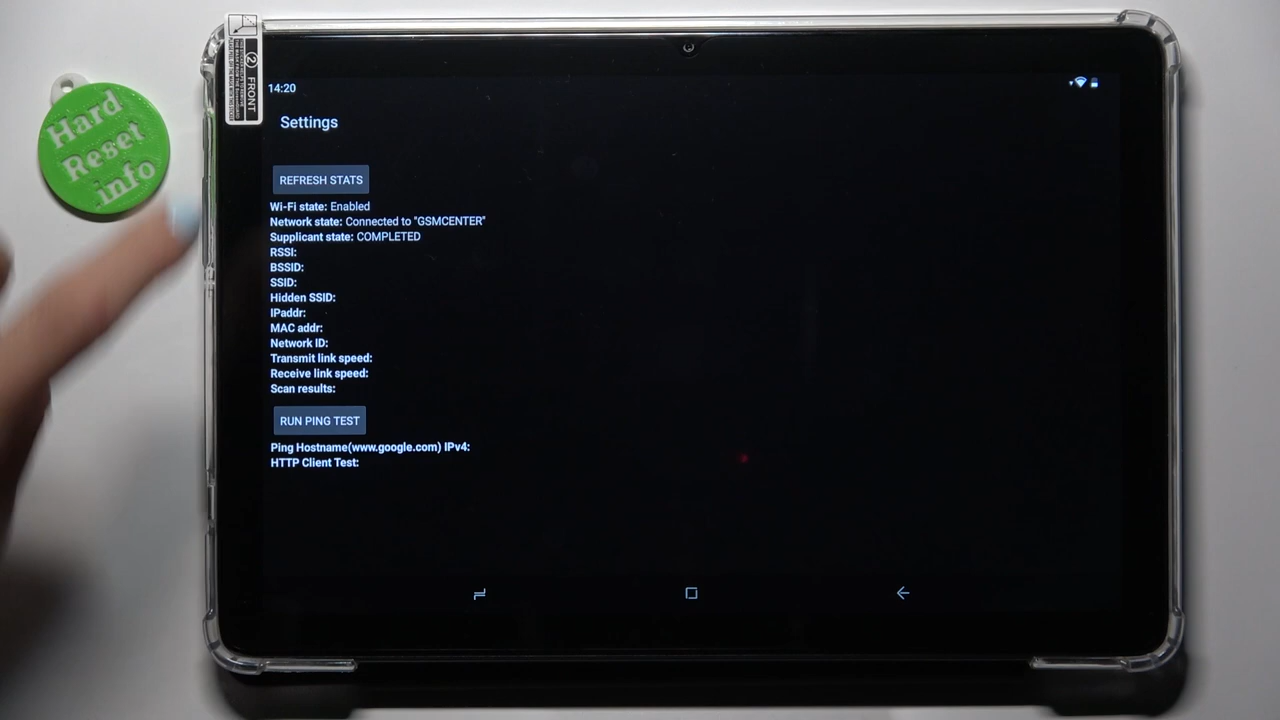 Hard
Reset
.info
② FRONT
14:20
Settings
REFRESH STATS
Wi-Fi state: Enabled
Network state: Connected to "GSMCENTER"
Supplicant state: COMPLETED
RSSI:
BSSID:
SSID:
Hidden SSID:
IPaddr:
MAC addr:
Network ID:
Transmit link speed:
Receive link speed:
Scan results:
RUN PING TEST
Ping Hostname(www.google.com) IPv4:
HTTP Client Test: